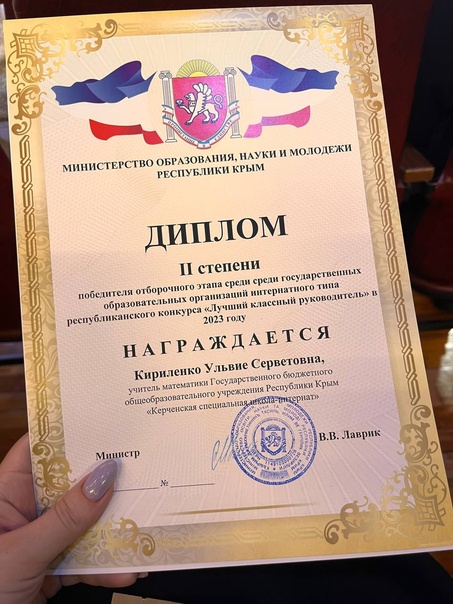 МИНИСТЕРСТВО ОБРАЗОВАНИЯ, НАУКИ И МОЛОДЕЖИ
РЕСПУБЛИКИ КРЫМ
ДИПЛОМ
II степени
победителя отборочного этапа среди среди государственных
образовательных организаций интернатного типа
республиканского конкурса «Лучший классный руководитель» в
2023 году
НАГРАЖДАЕТСЯ
Кириленко Ульвие Серветовна,
учитель математики Государственного бюджетного
общеобразовательного учреждения Республики Крым
«Керченская специальная школа-интернат»
Министр
В.В. Лаврик
№